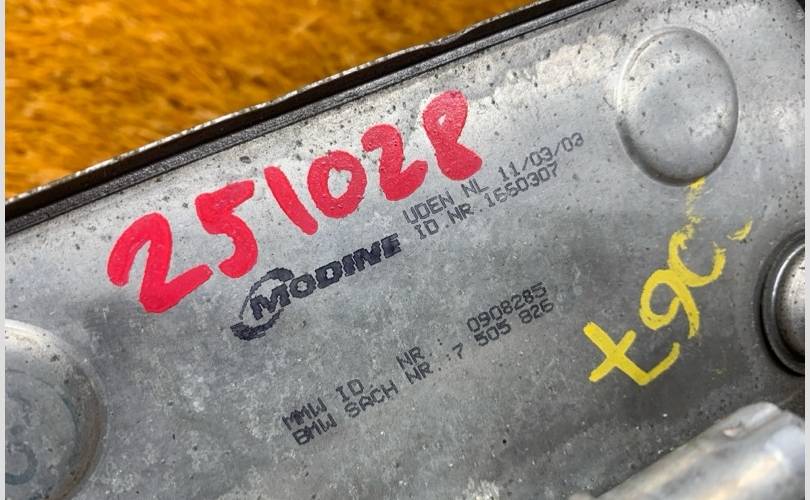 251028
UDEN NL 11/03/03
ID NR.1660307
MODINE
MMW ID NR: 0908285
BMW SACH NR.:7 505 826